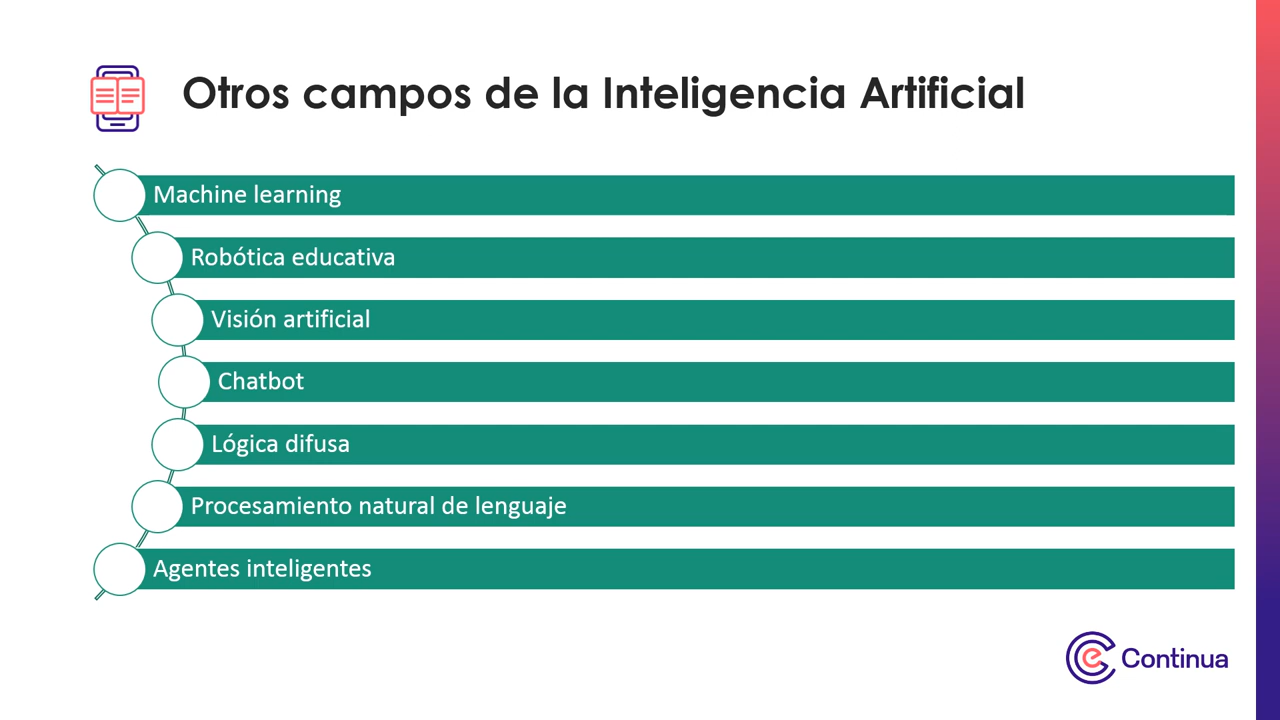 Otros campos de la Inteligencia Artificial
Machine learning
Robótica educativa
Visión artificial
Chatbot
Lógica difusa
Procesamiento natural de lenguaje
Agentes inteligentes
e Continua